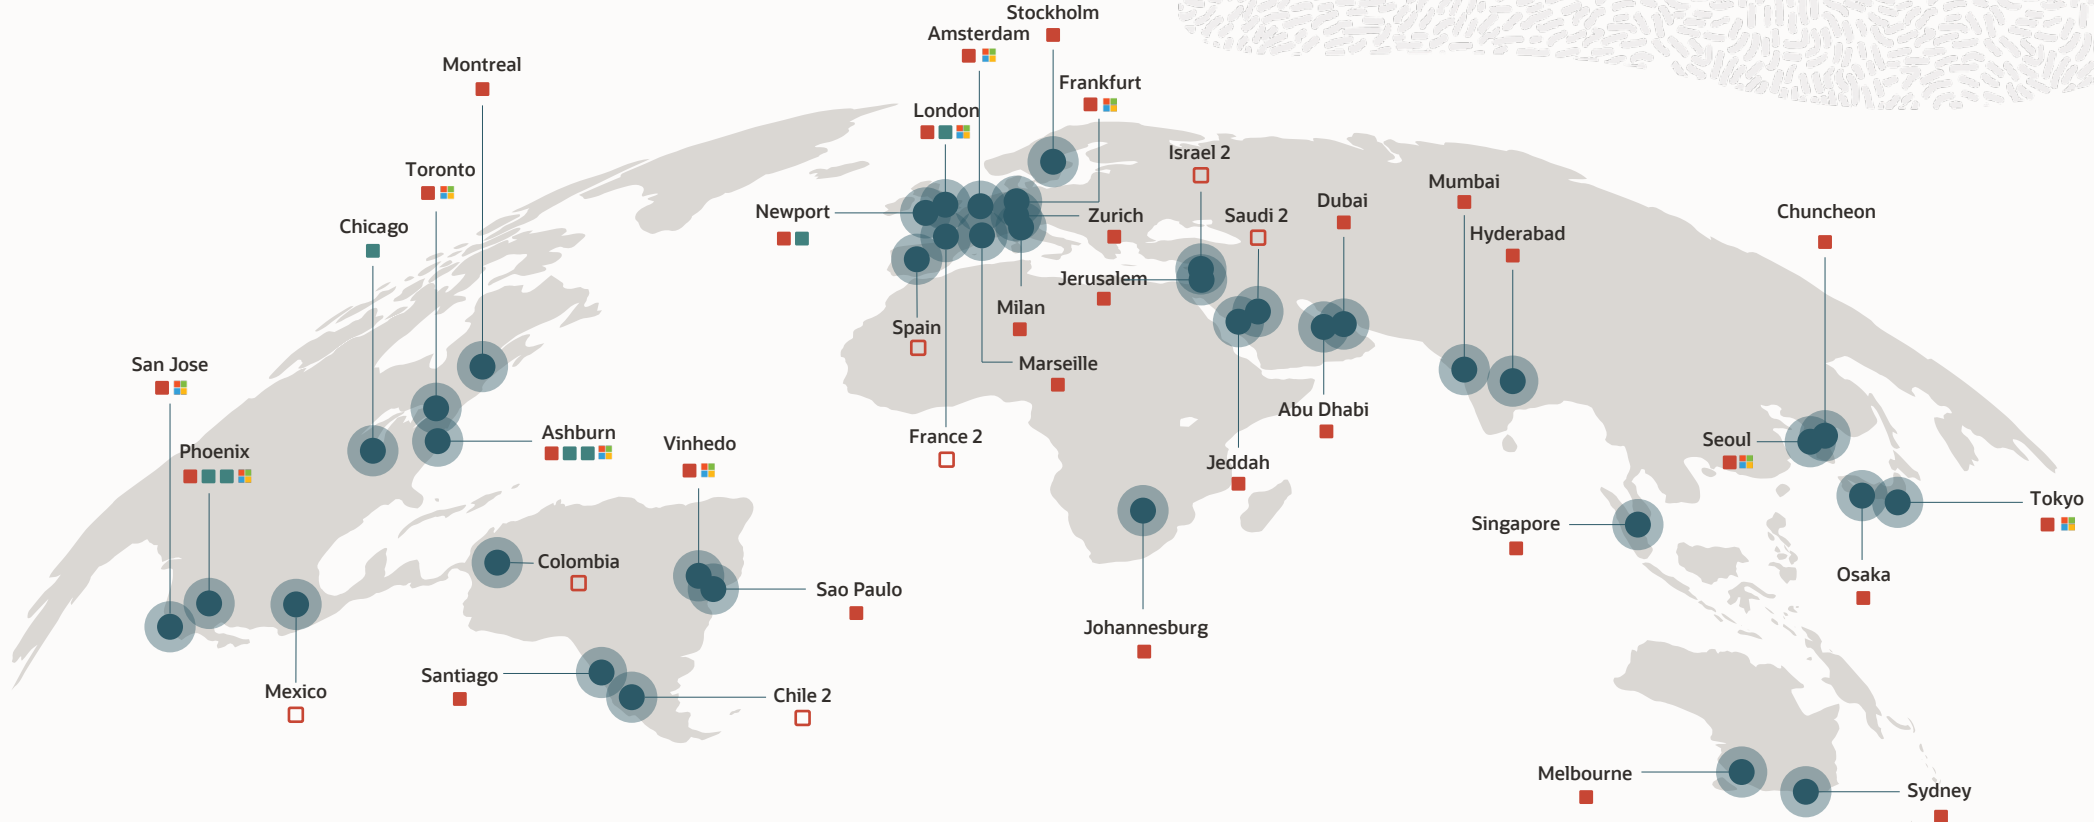 Stockholm
Amsterdam
Montreal
Frankfurt
London
Toronto
Israel 2
Mumbai
Dubai
Newport
Zurich
Saudi 2
Chuncheon
Chicago
Hyderabad
Jerusalem
Milan
Spain
San Jose
Marseille
Abu Dhabi
Ashburn
France 2
Vinhedo
Seoul
Phoenix
Jeddah
Tokyo
Singapore
Colombia
Osaka
Sao Paulo
Johannesburg
Santiago
Mexico
Chile 2
Melbourne
Sydney